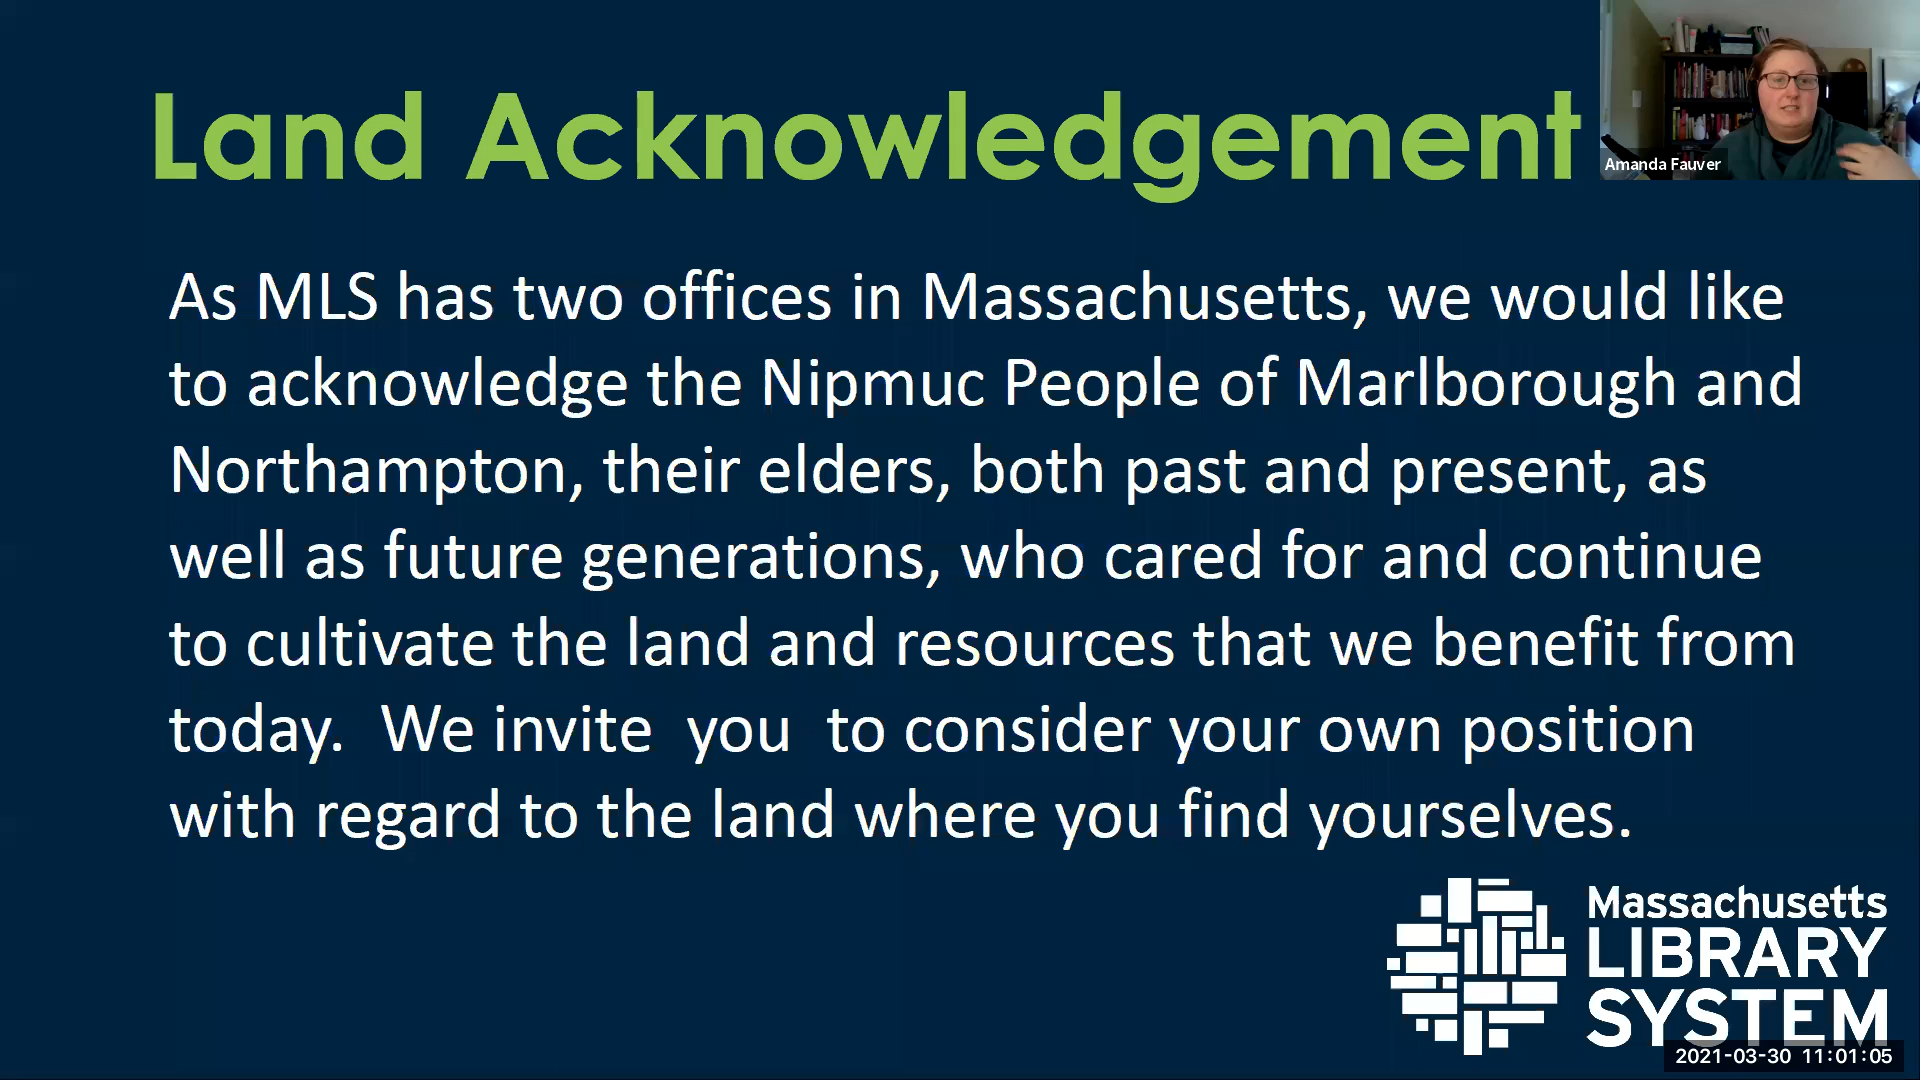 Land Acknowledgement
Amanda Fauver
As MLS has two offices in Massachusetts, we would like
to acknowledge the Nipmuc People of Marlborough and
Northampton, their elders, both past and present, as
well as future generations, who cared for and continue
to cultivate the land and resources that we benefit from
today.  We invite  you  to consider your own position
with regard to the land where you find yourselves.
Massachusetts
LIBRARY
SYSTEM
2021-03-30 11:01:05